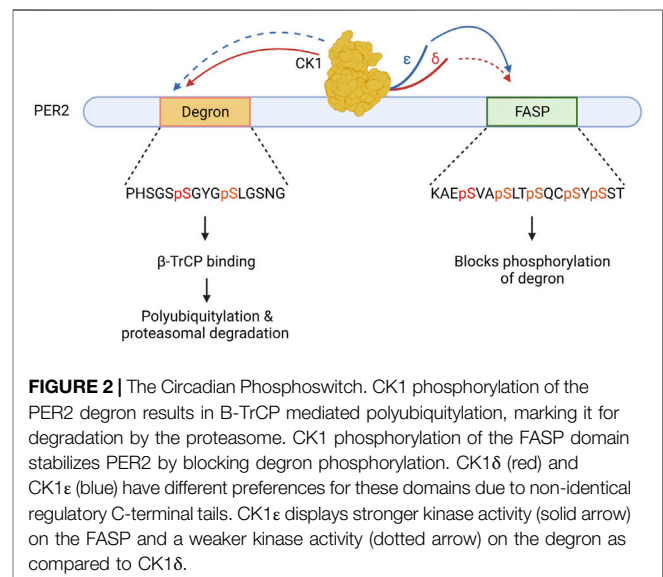 CK1
ε
δ
PER2
Degron
FASP
PHSGSpSGYGpSLGSNG
KAEpSVApSLTpSQCpSYpSST
β-TrCP binding
Blocks phosphorylation
of degron
Polyubiquitylation &
proteasomal degradation
FIGURE 2 | The Circadian Phosphoswitch. CK1 phosphorylation of the
PER2 degron results in B-TrCP mediated polyubiquitylation, marking it for
degradation by the proteasome. CK1 phosphorylation of the FASP domain
stabilizes PER2 by blocking degron phosphorylation. CK1δ (red) and
CK1ε (blue) have different preferences for these domains due to non-identical
regulatory C-terminal tails. CK1ε displays stronger kinase activity (solid arrow)
on the FASP and a weaker kinase activity (dotted arrow) on the degron as
compared to CK1δ.